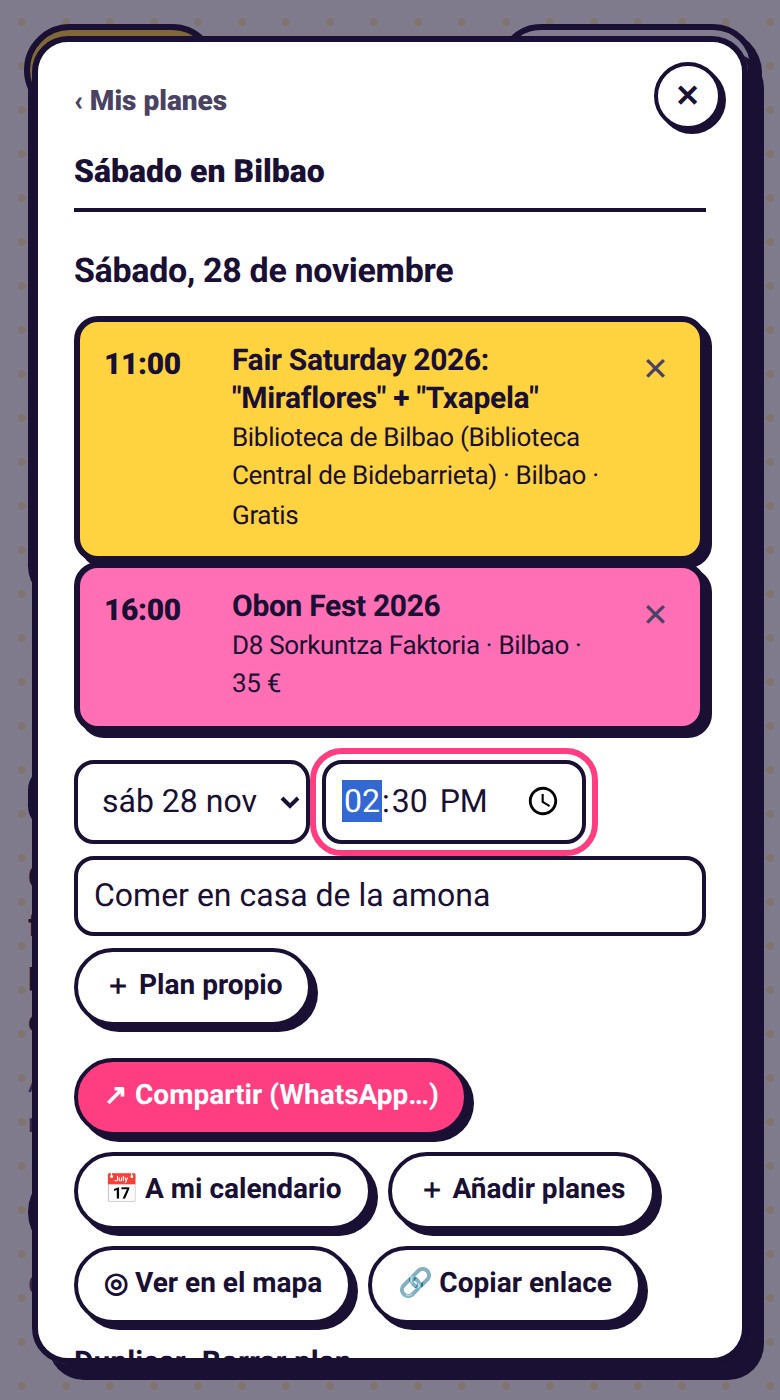 ‹ Mis planes
✕
Sábado en Bilbao
Sábado, 28 de noviembre
11:00
Fair Saturday 2026:
"Miraflores" + "Txapela"
Biblioteca de Bilbao (Biblioteca
Central de Bidebarrieta) · Bilbao ·
Gratis
✕
16:00
Obon Fest 2026
D8 Sorkuntza Faktoria · Bilbao ·
35 €
✕
sáb 28 nov
02:30 PM
Comer en casa de la amona
+ Plan propio
↗ Compartir (WhatsApp...)
📅 A mi calendario
+ Añadir planes
◎ Ver en el mapa
🔗 Copiar enlace
Duplicar Borrar plan